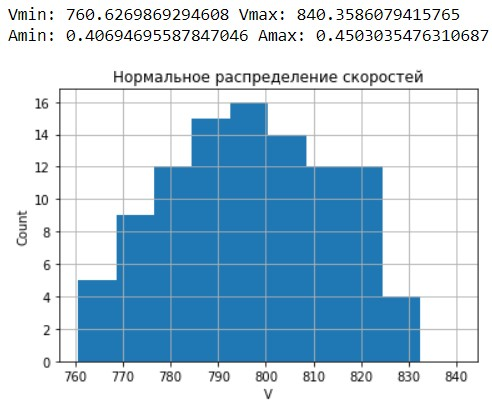 Vmin: 760.6269869294608 Vmax: 840.3586079415765
Amin: 0.40694695587847046 Amax: 0.4503035476310687
Нормальное распределение скоростей
16
14
12
10
8
6
4
2
0
Count
760 770 780 790 800 810 820 830 840
V